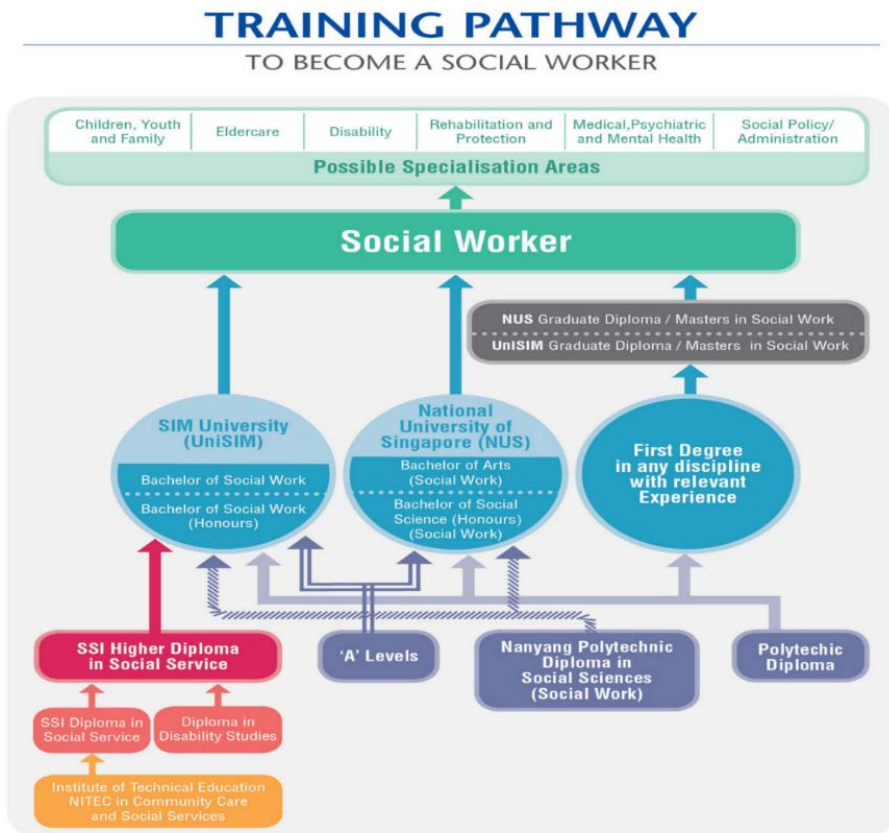 TRAINING PATHWAY
TO BECOME A SOCIAL WORKER
Children, Youth
and Family
Eldercare
Disability
Rehabilitation and
Protection
Medical,Psychiatric
and Mental Health
Social Policy/
Administration
Possible Specialisation Areas
Social Worker
NUS Graduate Diploma / Masters in Social Work
UniSIM Graduate Diploma / Masters in Social Work
SIM University
(UniSIM)
Bachelor of Social Work
Bachelor of Social Work
(Honours)
National
University of
Singapore (NUS)
Bachelor of Arts
(Social Work)
Bachelor of Social
Science (Honours)
(Social Work)
First Degree
in any discipline
with relevant
Experience
SSI Higher Diploma
in Social Service
‘A’ Levels
Nanyang Polytechnic
Diploma in
Social Sciences
(Social Work)
Polytechic
Diploma
SSI Diploma in
Social Service
Diploma in
Disability Studies
Institute of Technical Education
NITEC in Community Care
and Social Services